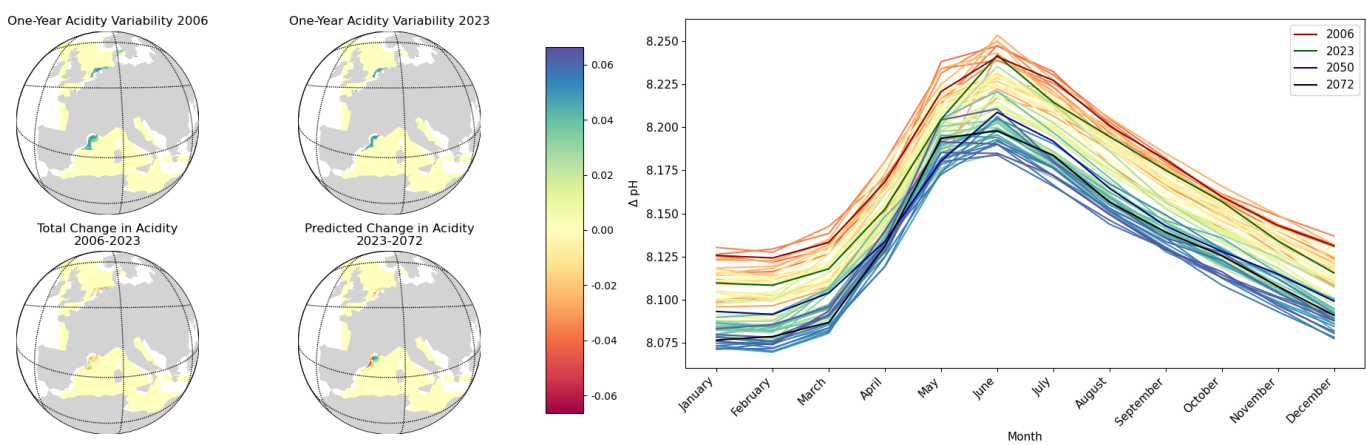 One-Year Acidity Variability 2006
One-Year Acidity Variability 2023
Total Change in Acidity
2006-2023
Predicted Change in Acidity
2023-2072
0.06
0.04
0.02
0.00
−0.02
−0.04
−0.06
Δ pH
8.250
8.225
8.200
8.175
8.150
8.125
8.100
8.075
2006
2023
2050
2072
January
February
March
April
May
June
July
August
September
October
November
December
Month